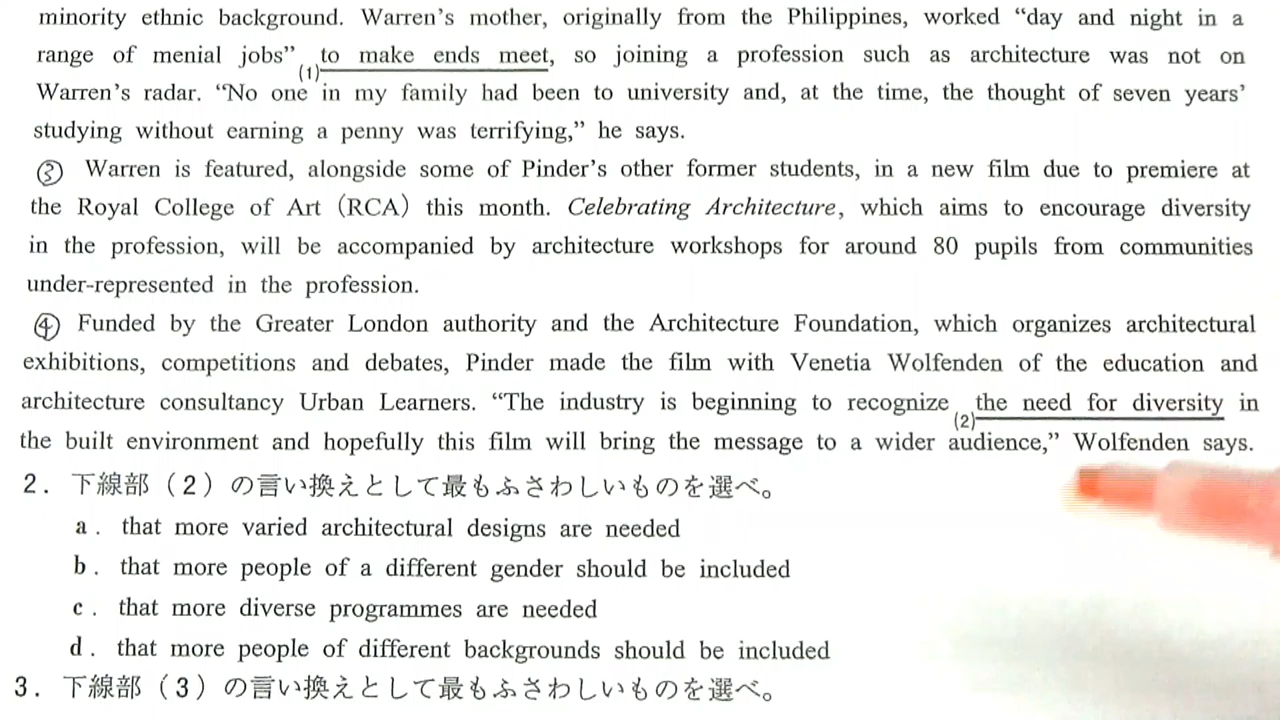 minority ethnic background. Warren's mother, originally from the Philippines, worked “day and night in a
range of menial jobs” (1)to make ends meet, so joining a profession such as architecture was not on
Warren's radar. “No one in my family had been to university and, at the time, the thought of seven years'
studying without earning a penny was terrifying,” he says.
③ Warren is featured, alongside some of Pinder's other former students, in a new film due to premiere at
the Royal College of Art (RCA) this month. Celebrating Architecture, which aims to encourage diversity
in the profession, will be accompanied by architecture workshops for around 80 pupils from communities
under-represented in the profession.
④ Funded by the Greater London authority and the Architecture Foundation, which organizes architectural
exhibitions, competitions and debates, Pinder made the film with Venetia Wolfenden of the education and
architecture consultancy Urban Learners. “The industry is beginning to recognize (2)the need for diversity in
the built environment and hopefully this film will bring the message to a wider audience,” Wolfenden says.
2. 下線部（2）の言い換えとして最もふさわしいものを選べ。
a. that more varied architectural designs are needed
b. that more people of a different gender should be included
c. that more diverse programmes are needed
d. that more people of different backgrounds should be included
3. 下線部（3）の言い換えとして最もふさわしいものを選べ。